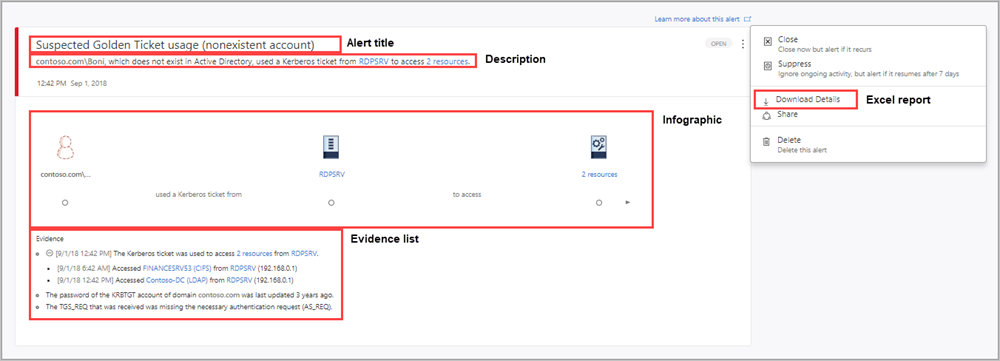 Learn more about this alert
Suspected Golden Ticket usage (nonexistent account)
Alert title
OPEN
contoso.com\Boni, which does not exist in Active Directory, used a Kerberos ticket from RDPSRV to access 2 resources.
Description
12:42 PM Sep 1, 2018
Close
Close now but alert if it recurs
Suppress
Ignore ongoing activity, but alert if it resumes after 7 days
Download Details
Excel report
Share
Delete
Delete this alert
Infographic
contoso.com\...
RDPSRV
2 resources
used a Kerberos ticket from
to access
Evidence list
Evidence
[9/1/18 12:42 PM] The Kerberos ticket was used to access 2 resources from RDPSRV.
[9/1/18 6:42 AM] Accessed FINANCESRV$3 (CIFS) from RDPSRV (192.168.0.1)
[9/1/18 12:42 PM] Accessed Contoso-DC (LDAP) from RDPSRV (192.168.0.1)
The password of the KRBTGT account of domain contoso.com was last updated 3 years ago.
The TGS_REQ that was received was missing the necessary authentication request (AS_REQ).